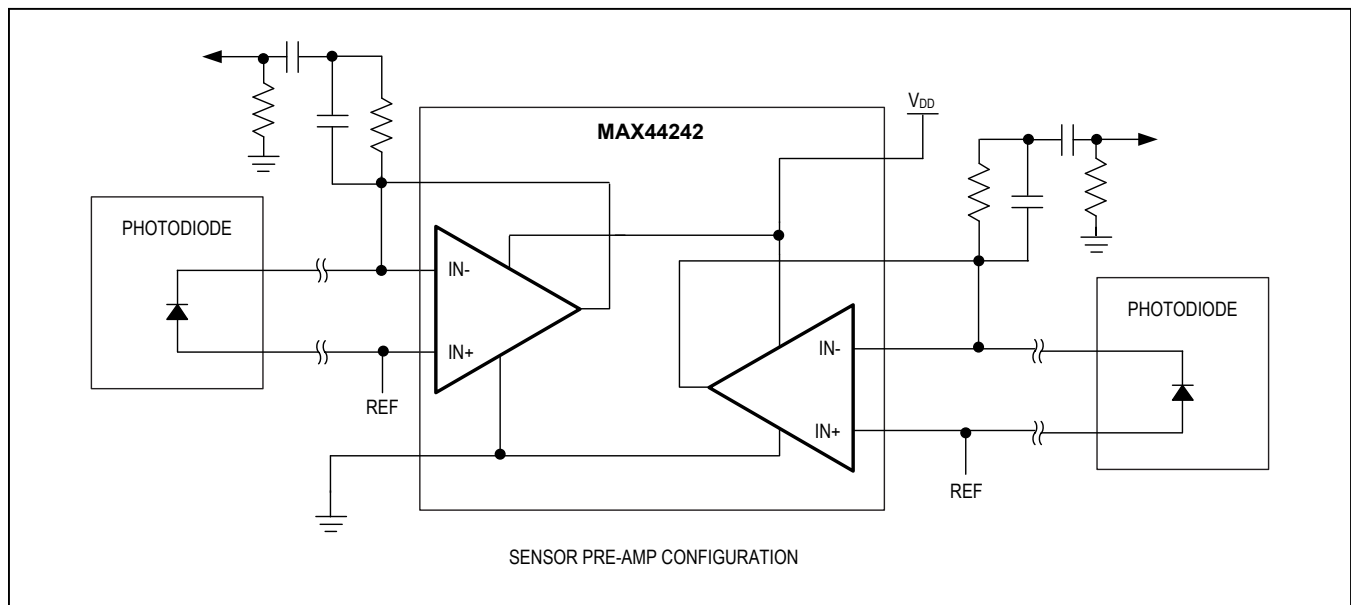 VDD
MAX44242
PHOTODIODE
IN-
IN+
REF
PHOTODIODE
IN-
IN+
REF
SENSOR PRE-AMP CONFIGURATION